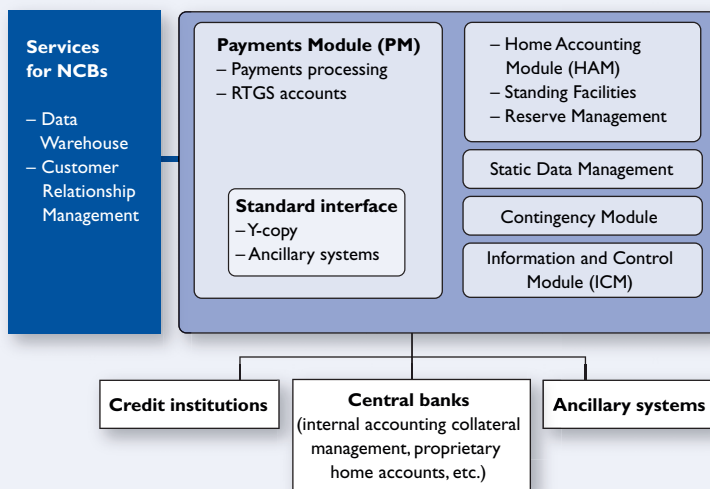 Services
for NCBs
– Data
Warehouse
– Customer
Relationship
Management
Payments Module (PM)
– Payments processing
– RTGS accounts
Standard interface
– Y-copy
– Ancillary systems
– Home Accounting
Module (HAM)
– Standing Facilities
– Reserve Management
Static Data Management
Contingency Module
Information and Control
Module (ICM)
Credit institutions
Central banks
(internal accounting collateral
management, proprietary
home accounts, etc.)
Ancillary systems